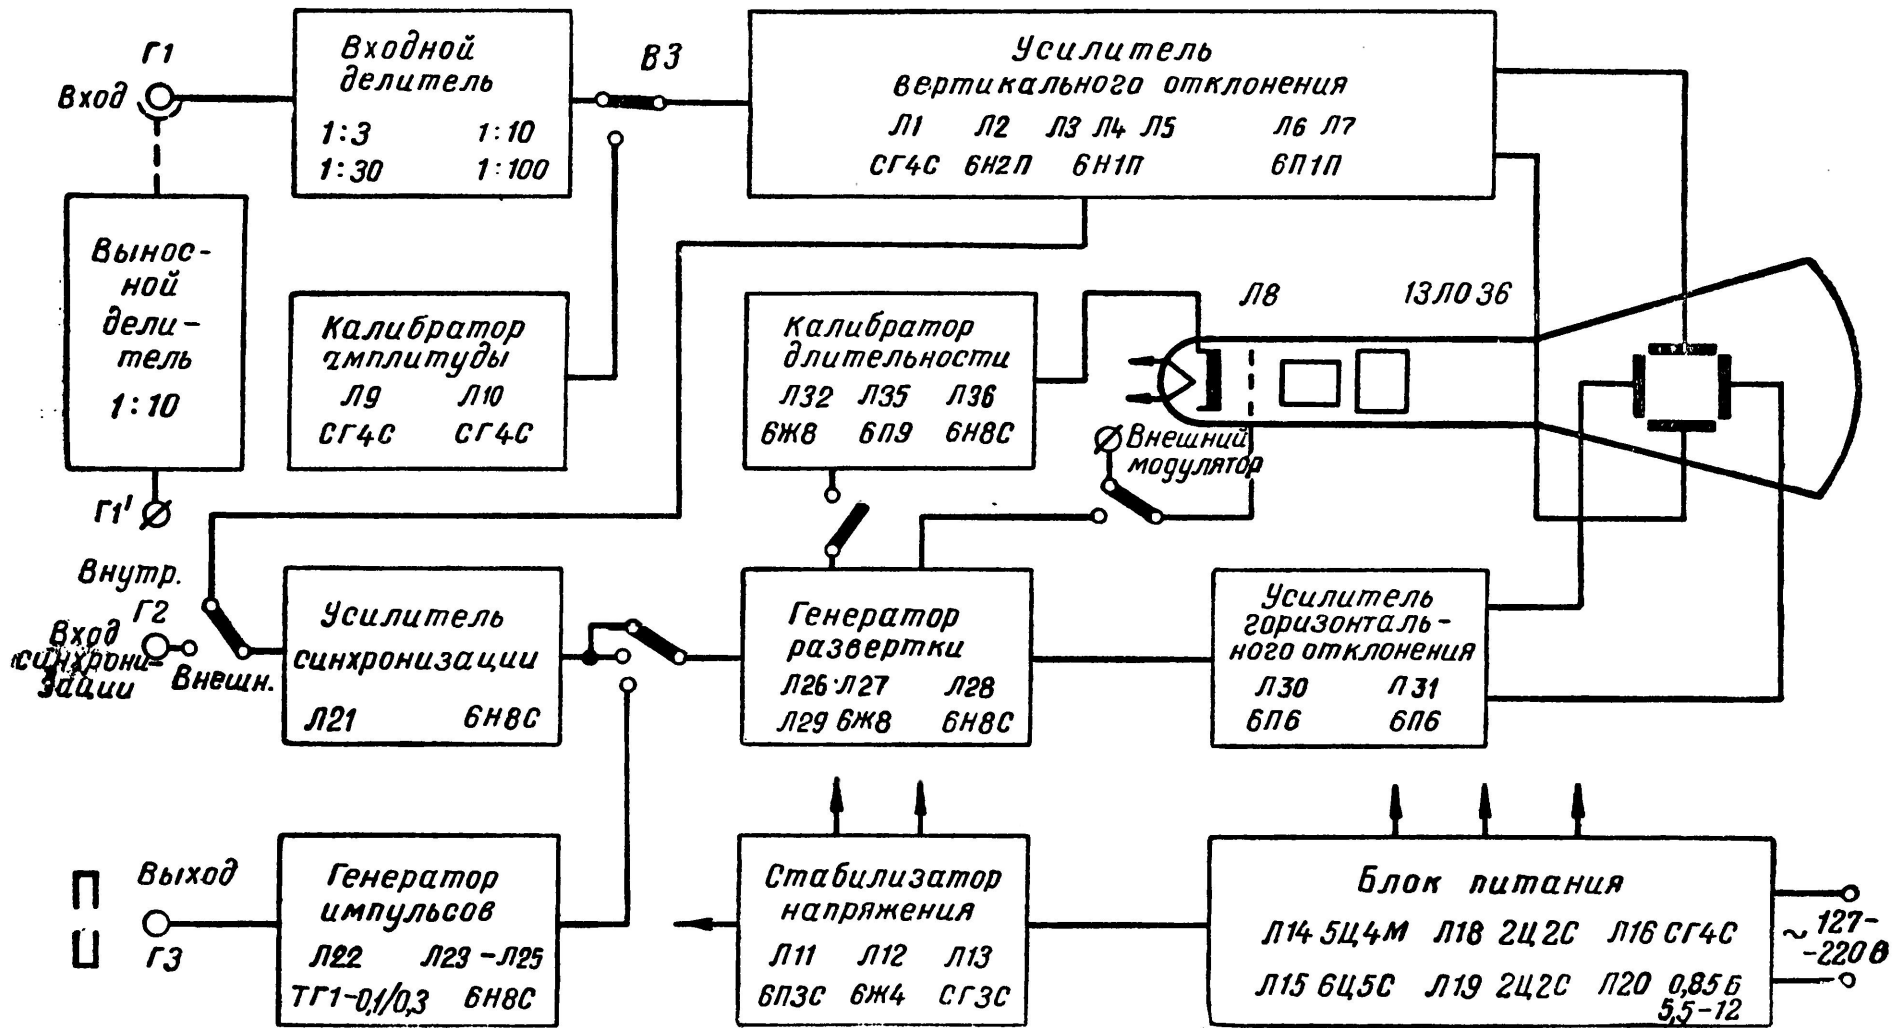 Г1
Вход
Входной
делитель
1:3 1:10
1:30 1:100
В3
Усилитель
вертикального отклонения
Л1 Л2 Л3 Л4 Л5 Л6 Л7
СГ4С 6Н2П 6Н1П 6П1П
Вынос-
ной
дели-
тель
1:10
Г1'
Калибратор
амплитуды
Л9 Л10
СГ4С СГ4С
Калибратор
длительности
Л32 Л35 Л36
6Ж8 6П9 6Н8С
Л8 13ЛО36
Внешний
модулятор
Внутр.
Г2
Вход
синхрони-
зации
Внешн.
Усилитель
синхронизации
Л21 6Н8С
Генератор
развертки
Л26·Л27 Л28
Л29 6Ж8 6Н8С
Усилитель
горизонталь-
ного отклонения
Л30 Л31
6П6 6П6
Выход
Г3
Генератор
импульсов
Л22 Л23-Л25
ТГ1-0,1/0,3 6Н8С
Стабилизатор
напряжения
Л11 Л12 Л13
6П3С 6Ж4 СГ3С
Блок питания
Л14 5Ц4М Л18 2Ц2С Л16 СГ4С
Л15 6Ц5С Л19 2Ц2С Л20 0,85Б
5,5-12
~ 127-
-220 в